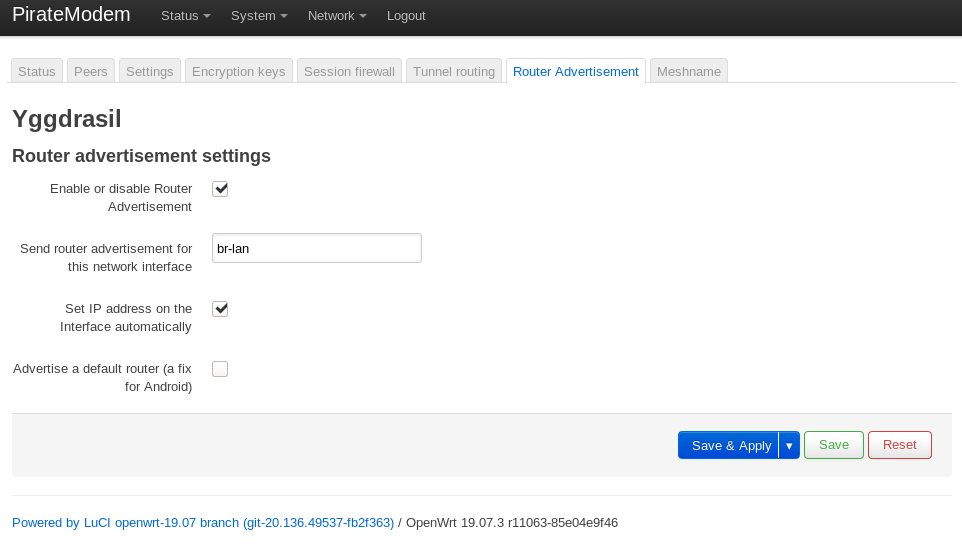 PirateModem Status System Network Logout
Status Peers Settings Encryption keys Session firewall Tunnel routing Router Advertisement Meshname
Yggdrasil
Router advertisement settings
Enable or disable Router
Advertisement
Send router advertisement for
this network interface
br-lan
Set IP address on the
Interface automatically
Advertise a default router (a fix
for Android)
Save & Apply ▾ Save Reset
Powered by LuCI openwrt-19.07 branch (git-20.136.49537-fb2f363) / OpenWrt 19.07.3 r11063-85e04e9f46